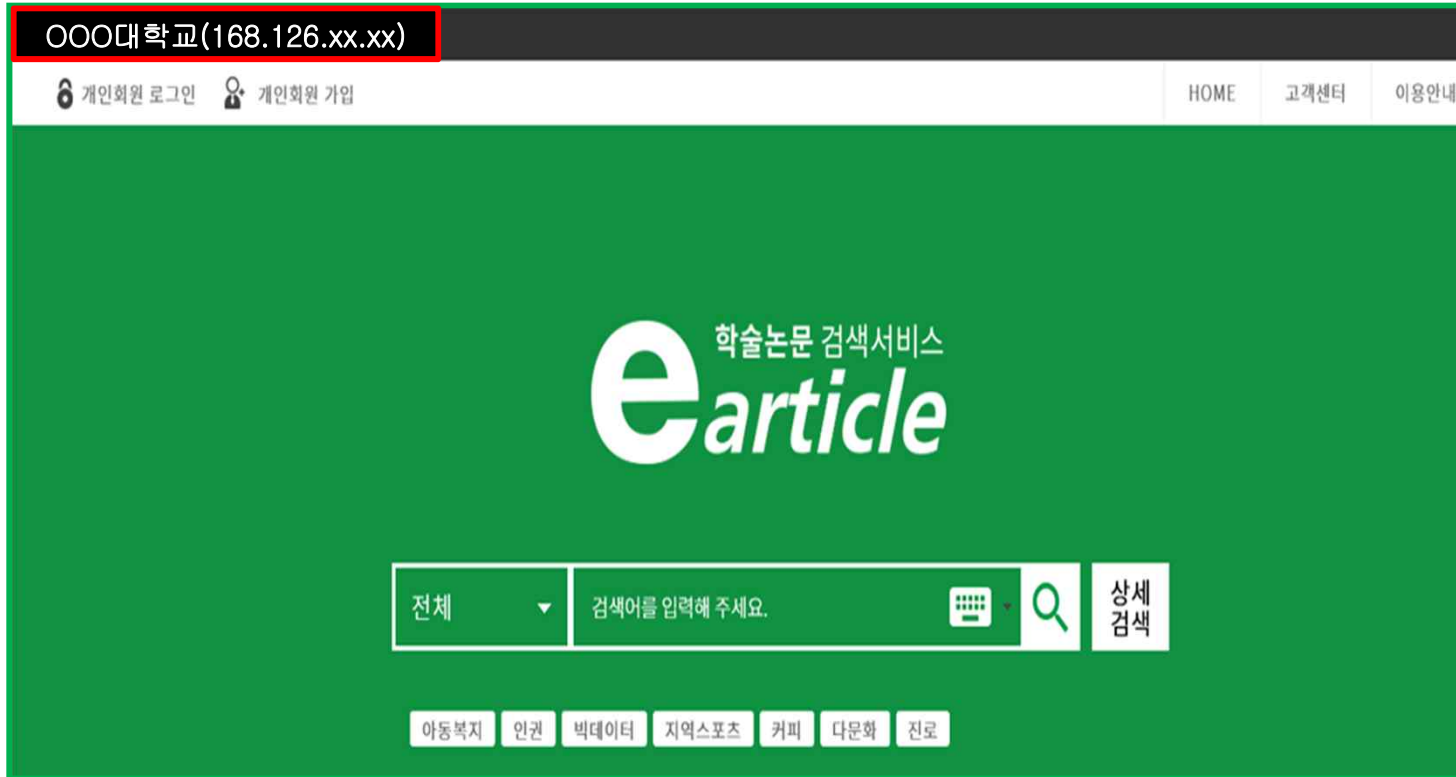 OOO대학교(168.126.xx.xx)
개인회원 로그인 개인회원 가입 HOME 고객센터 이용안내
학술논문 검색서비스
earticle
전체 검색어를 입력해 주세요. 상세
검색
아동복지 인권 빅데이터 지역스포츠 커피 다문화 진로